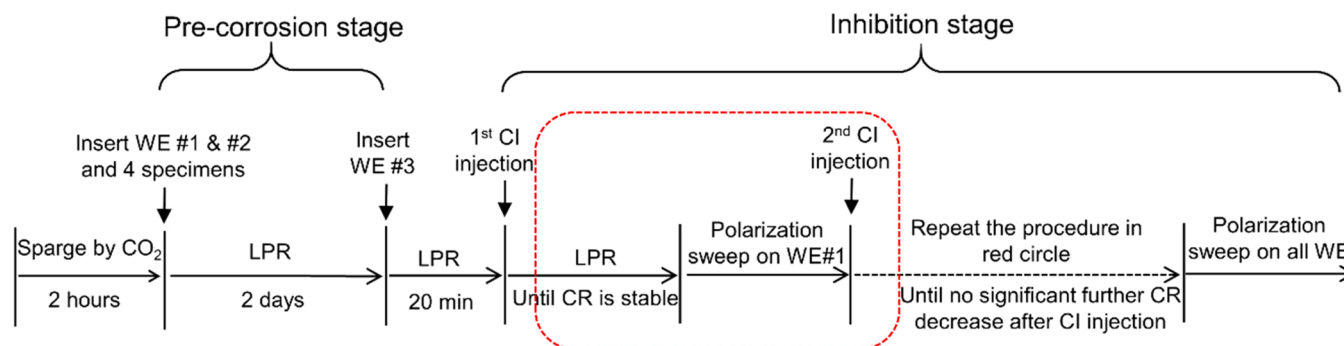 Pre-corrosion stage
Inhibition stage
Insert WE #1 & #2
and 4 specimens
Insert
WE #3
1st CI
injection
2nd CI
injection
Sparge by CO2
2 hours
LPR
2 days
LPR
20 min
LPR
Until CR is stable
Polarization
sweep on WE#1
Repeat the procedure in
red circle
Until no significant further CR
decrease after CI injection
Polarization
sweep on all WE